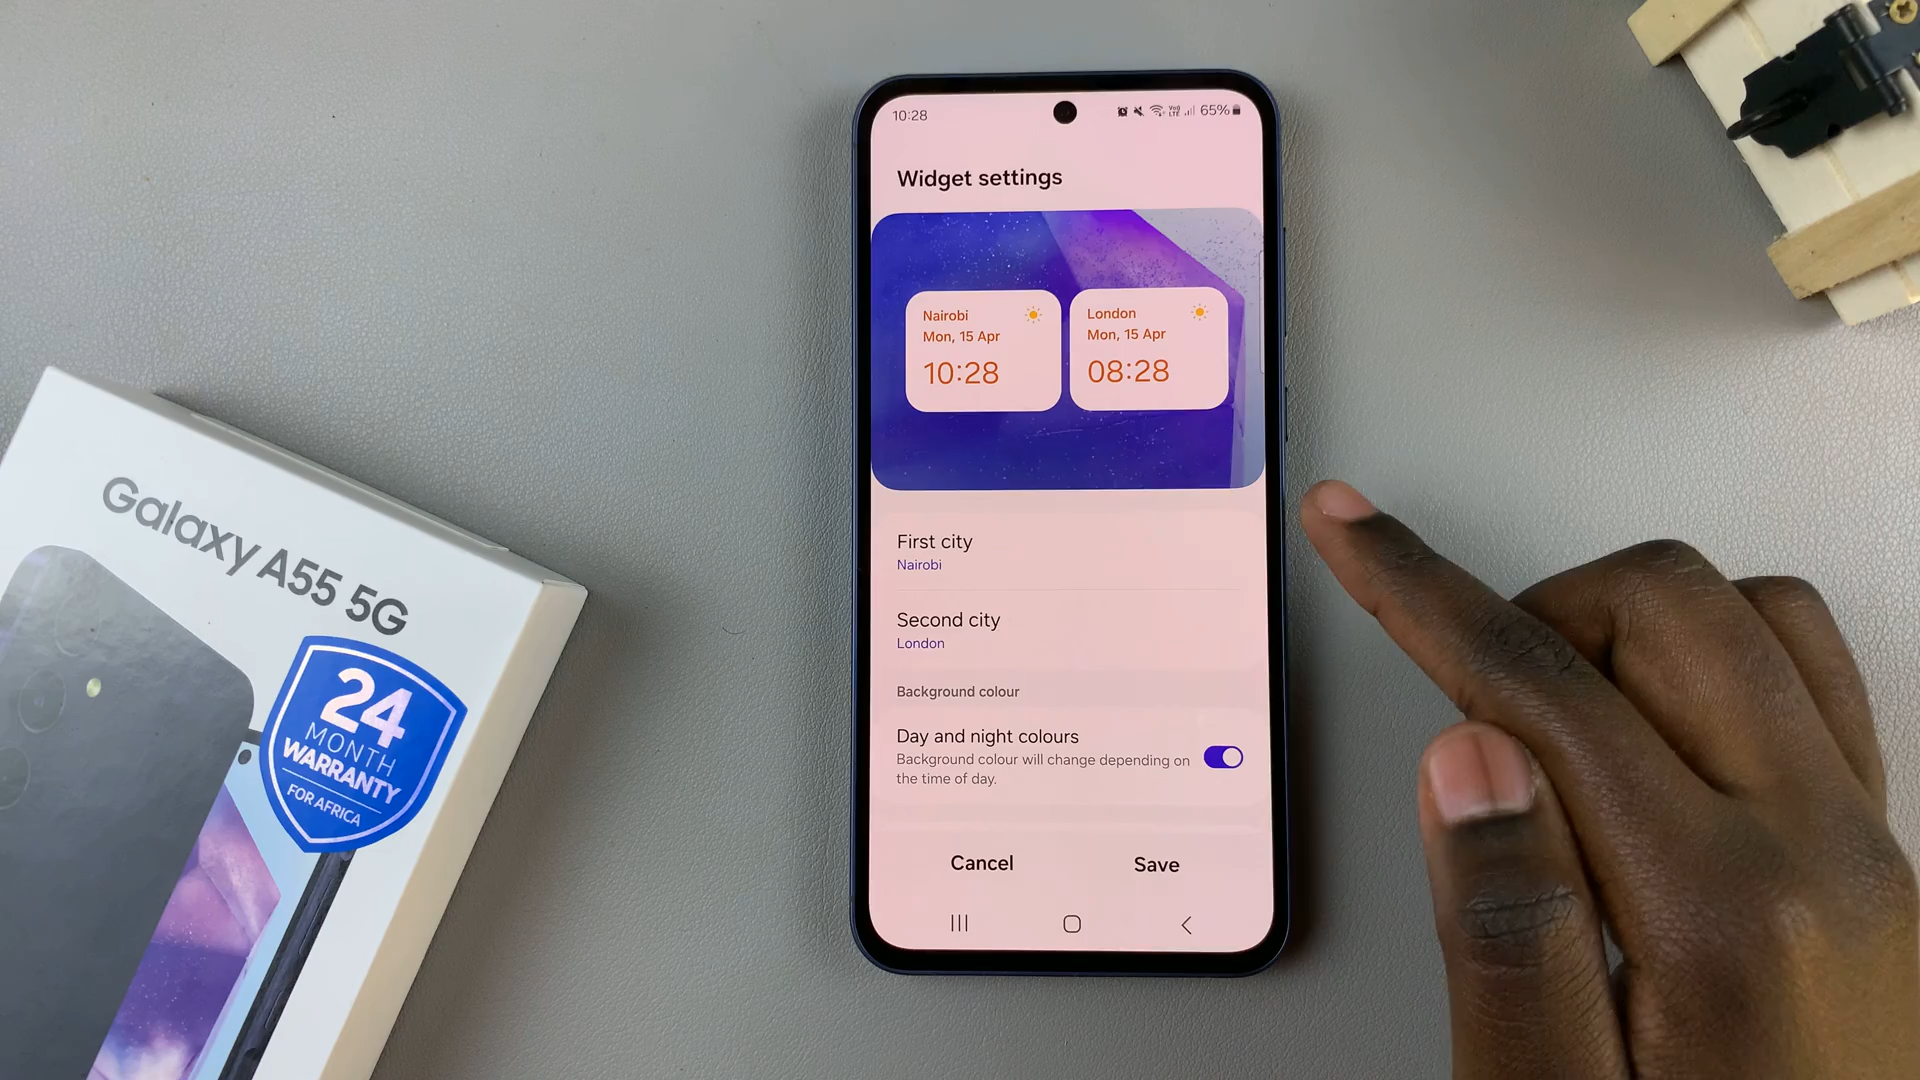 10:28
Vo)) LTE 65%
Widget settings
Nairobi
Mon, 15 Apr
10:28
London
Mon, 15 Apr
08:28
First city
Nairobi
Second city
London
Background colour
Day and night colours
Background colour will change depending on
the time of day.
Cancel
Save
Galaxy A55 5G
24
MONTH
WARRANTY
FOR AFRICA